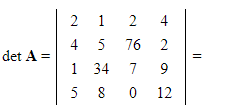 det A = | 2 1 2 4 |
| 4 5 76 2 |
| 1 34 7 9 |
| 5 8 0 12 | =